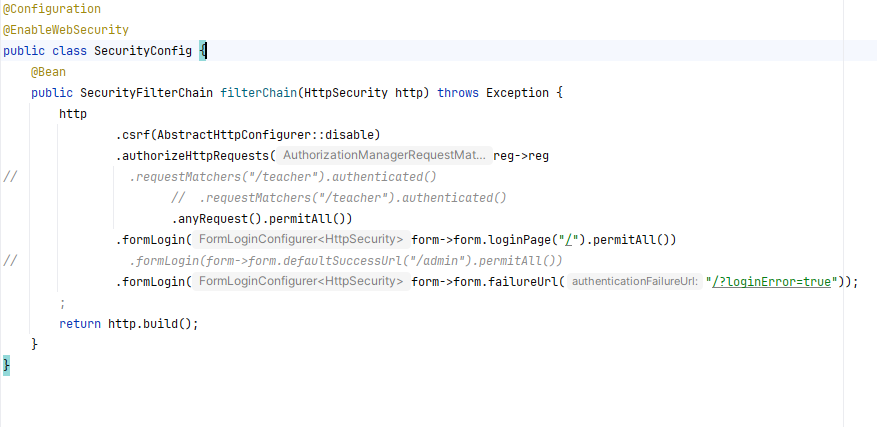 @Configuration
@EnableWebSecurity
public class SecurityConfig {
@Bean
public SecurityFilterChain filterChain(HttpSecurity http) throws Exception {
http
.csrf(AbstractHttpConfigurer::disable)
.authorizeHttpRequests( AuthorizationManagerRequestMat... reg->reg
// .requestMatchers("/teacher").authenticated()
// .requestMatchers("/teacher").authenticated()
.anyRequest().permitAll())
.formLogin( FormLoginConfigurer<HttpSecurity> form->form.loginPage("/").permitAll())
// .formLogin(form->form.defaultSuccessUrl("/admin").permitAll())
.formLogin( FormLoginConfigurer<HttpSecurity> form->form.failureUrl( authenticationFailureUrl: "/?loginError=true"));
;
return http.build();
}
}